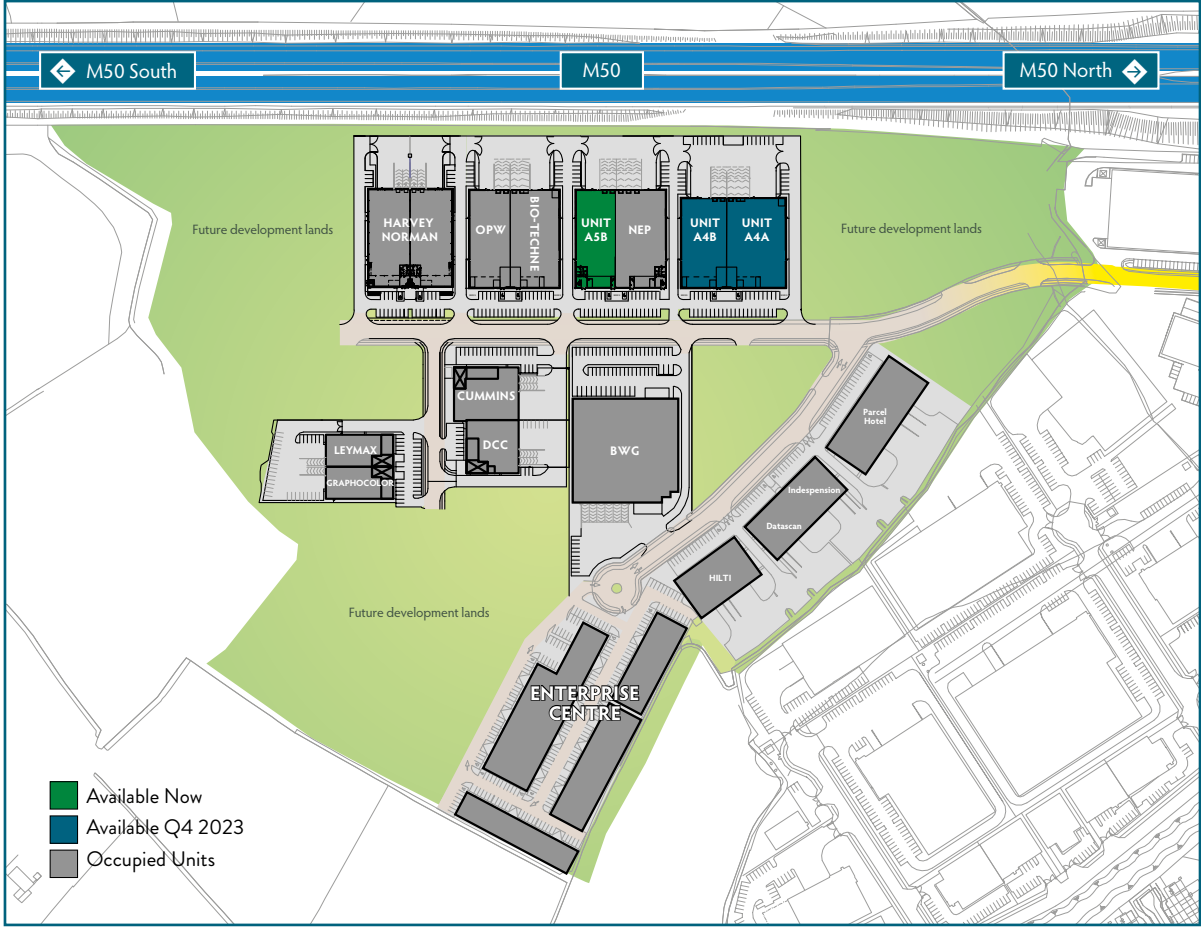 M50 South
M50
M50 North
Future development lands
HARVEY
NORMAN
OPW
BIO-TECHNE
UNIT
A5B
NEP
UNIT
A4B
UNIT
A4A
Future development lands
CUMMINS
DCC
LEYMAX
GRAPHOCOLOR
BWG
Parcel
Hotel
Indespension
Datascan
HILTI
Future development lands
ENTERPRISE
CENTRE
Available Now
Available Q4 2023
Occupied Units